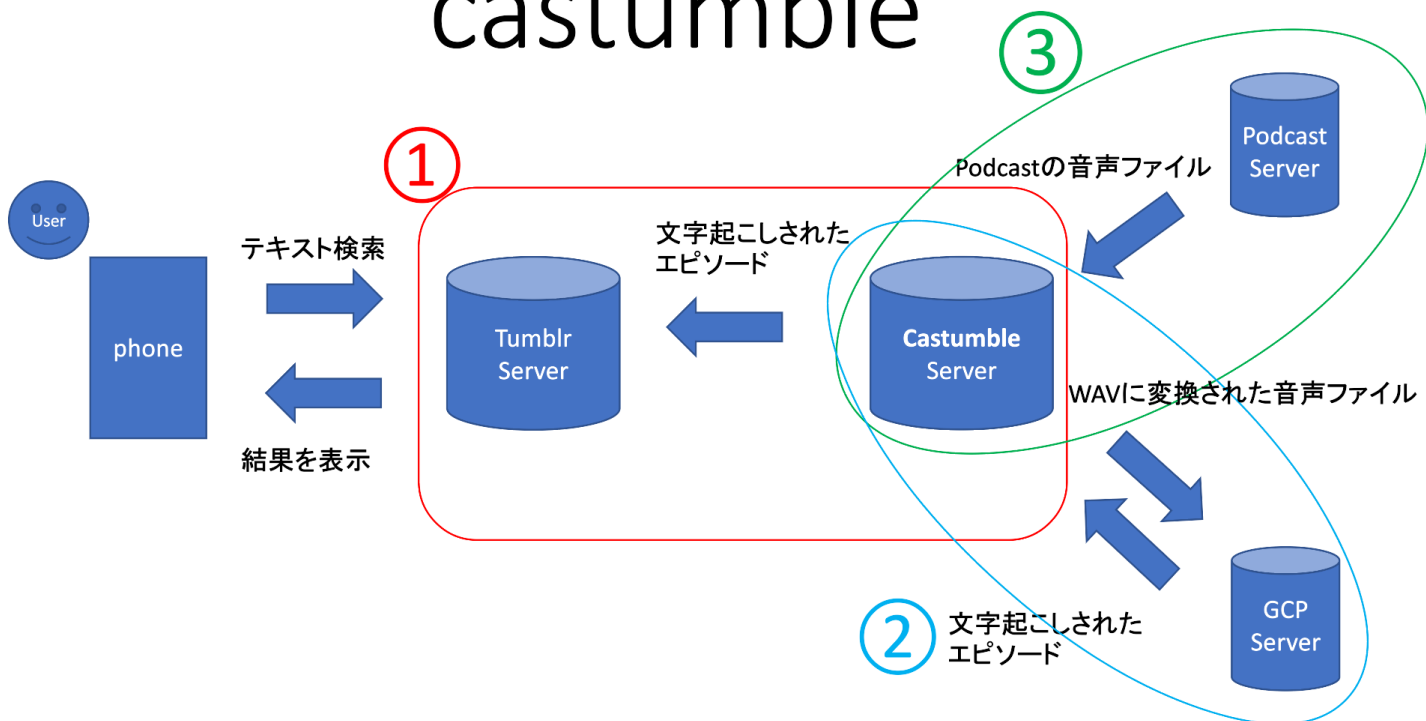 castumble
③
Podcast
Server
①
Podcastの音声ファイル
User
テキスト検索
文字起こしされた
エピソード
phone
Tumblr
Server
Castumble
Server
WAVに変換された音声ファイル
結果を表示
GCP
Server
②
文字起こしされた
エピソード